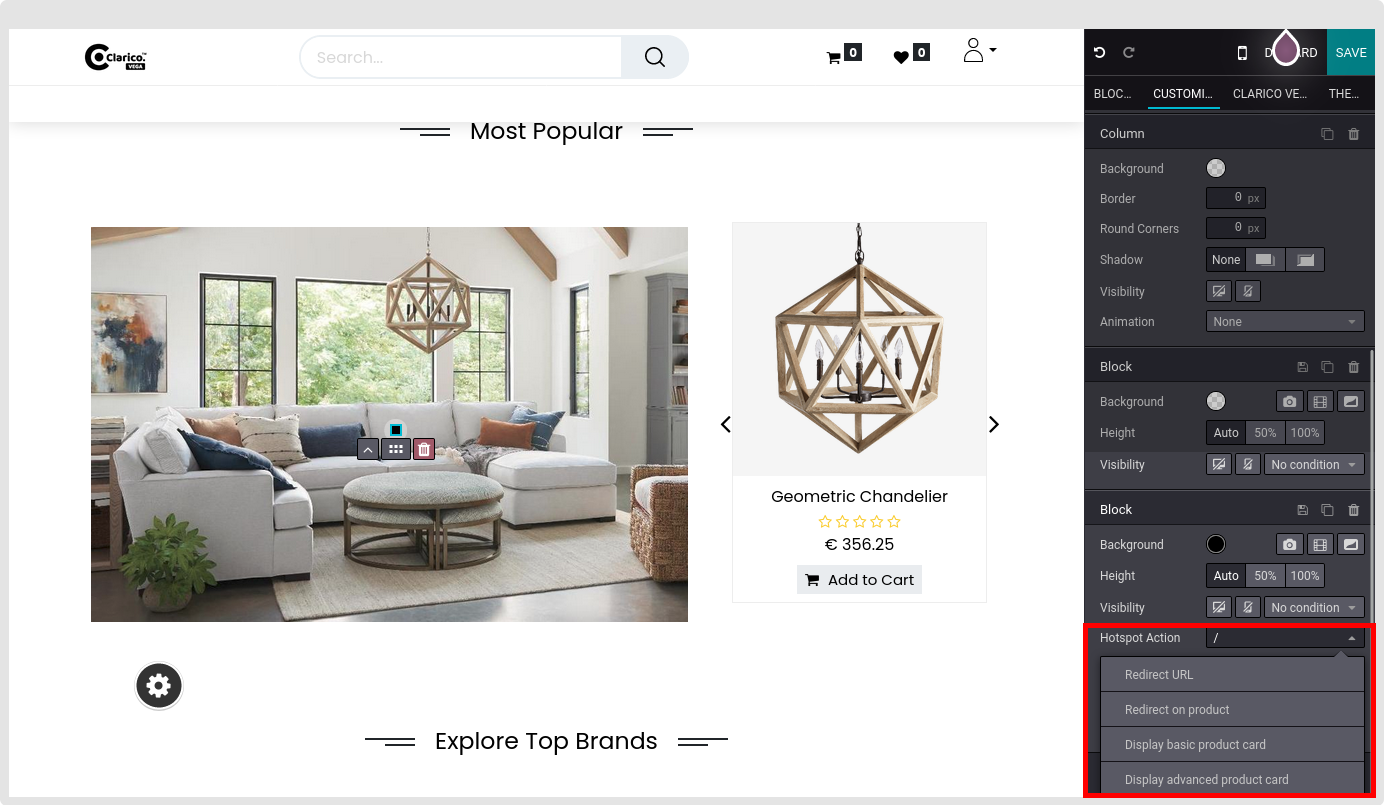 Clarico.™
VEGA
Search...
0
0
SAVE
BLOC...
CUSTOMI...
CLARICO VE...
THE...
Most Popular
Column
Background
Border
0 px
Round Corners
0 px
Shadow
None
Visibility
Animation
None
Block
Background
Height
Auto
50%
100%
Visibility
No condition
Block
Background
Height
Auto
50%
100%
Visibility
No condition
Hotspot Action
/
Redirect URL
Redirect on product
Display basic product card
Display advanced product card
Geometric Chandelier
€ 356.25
Add to Cart
Explore Top Brands